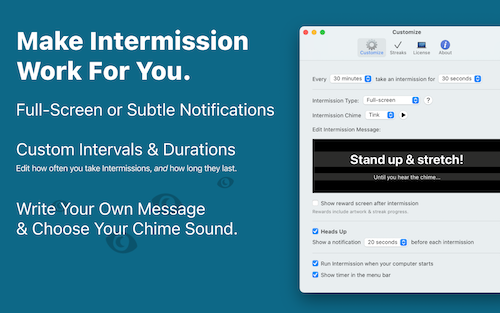 Make Intermission
Work For You.
Full-Screen or Subtle Notifications
Custom Intervals & Durations
Edit how often you take Intermissions, and how long they last.
Write Your Own Message
& Choose Your Chime Sound.
Customize
Customize Streaks License About
Every 30 minutes take an intermission for 30 seconds
Intermission Type: Full-screen ?
Intermission Chime Tink
Edit Intermission Message:
Stand up & stretch!
Until you hear the chime...
Show reward screen after intermission
Rewards include artwork & streak progress.
Heads Up
Show a notification 20 seconds before each intermission
Run Intermission when your computer starts
Show timer in the menu bar